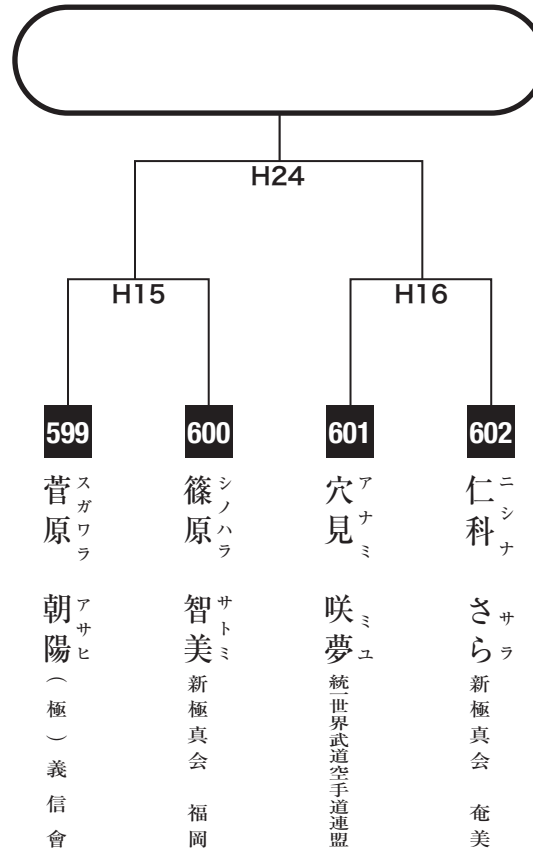 H24
H15
H16
599
600
601
602
菅原 朝陽
スガワラ アサヒ
(極)義信會
篠原 智美
シノハラ サトミ
新極真会 福岡
穴見 咲夢
アナミ ミユ
統一世界武道空手道連盟
仁科 さら
ニシナ サラ
新極真会 奄美